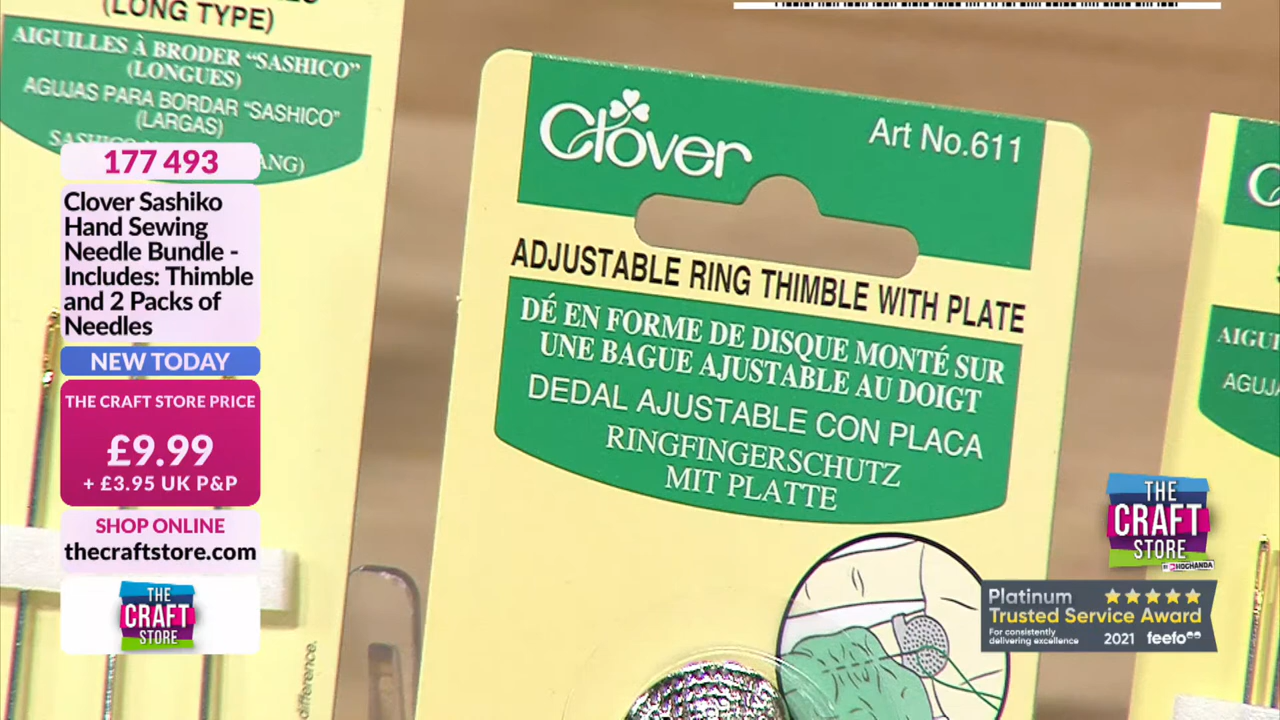 (LONG TYPE)
AIGUILLES À BRODER “SASHICO”
(LONGUES)
AGUJAS PARA BORDAR “SASHICO”
(LARGAS)
177 493
Clover Sashiko
Hand Sewing
Needle Bundle -
Includes: Thimble
and 2 Packs of
Needles
NEW TODAY
THE CRAFT STORE PRICE
£9.99
+ £3.95 UK P&P
SHOP ONLINE
thecraftstore.com
THE
CRAFT
STORE
difference.
Clover
Art No.611
ADJUSTABLE RING THIMBLE WITH PLATE
DÉ EN FORME DE DISQUE MONTÉ SUR
UNE BAGUE AJUSTABLE AU DOIGT
DEDAL AJUSTABLE CON PLACA
RINGFINGERSCHUTZ
MIT PLATTE
THE
CRAFT
STORE
HOCHANDA
Platinum
Trusted Service Award
For consistently
delivering excellence
2021 feefo